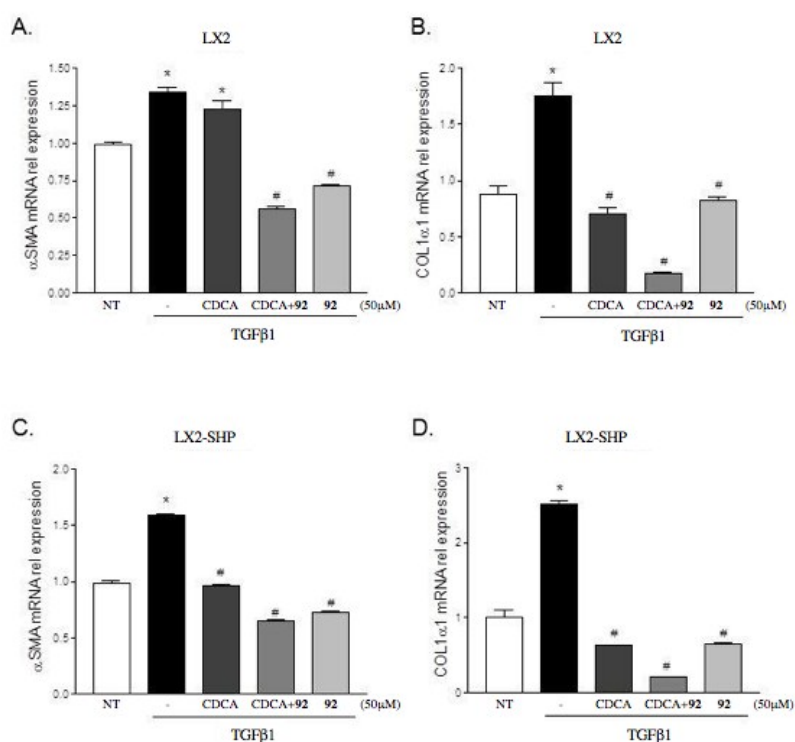 A.
LX2
αSMA mRNA rel expression
1.50
1.25
1.00
0.75
0.50
0.25
0.00
*
*
#
#
NT
-
CDCA
CDCA+92
92
(50μM)
TGFβ1
B.
LX2
COL1α1 mRNA rel expression
2.0
1.5
1.0
0.5
0.0
*
#
#
#
NT
-
CDCA
CDCA+92
92
(50μM)
TGFβ1
C.
LX2-SHP
α SMA mRNA rel expression
2.0
1.5
1.0
0.5
0.0
*
#
#
#
NT
-
CDCA
CDCA+92
92
(50μM)
TGFβ1
D.
LX2-SHP
COL1α1 mRNA rel expression
3
2
1
0
*
#
#
#
NT
-
CDCA
CDCA+92
92
(50μM)
TGFβ1